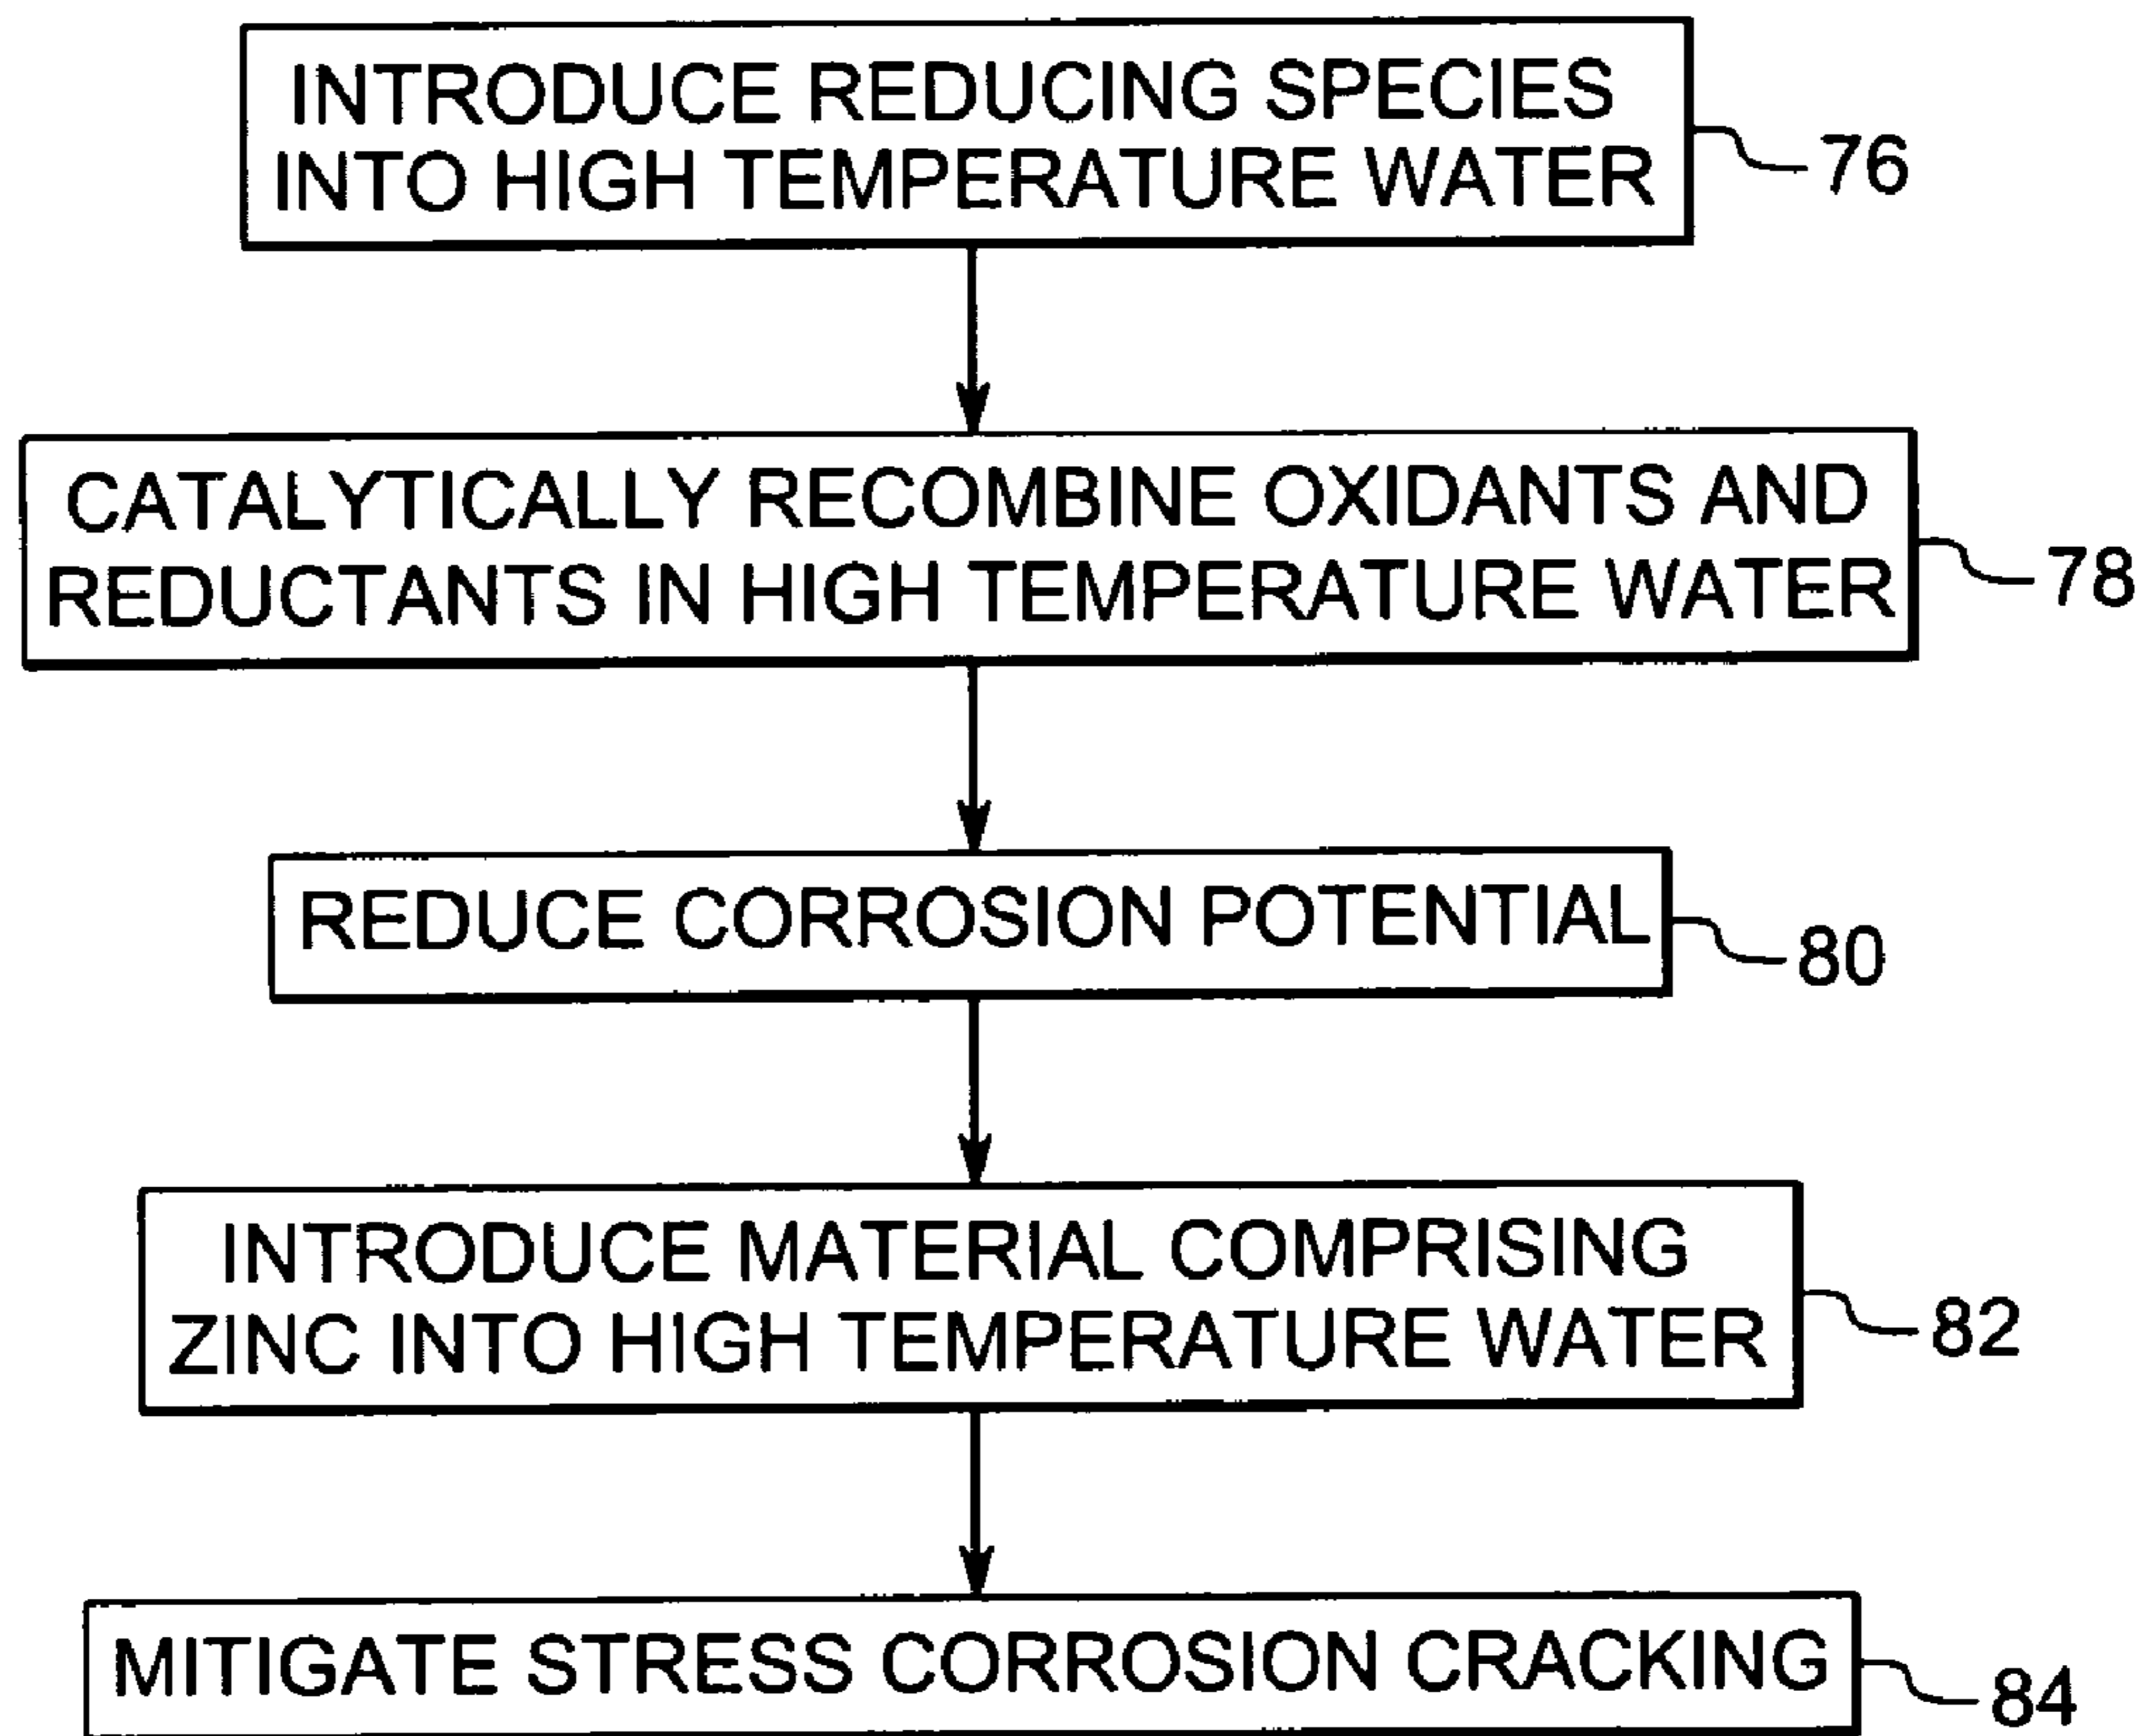 INTRODUCE REDUCING SPECIES
INTO HIGH TEMPERATURE WATER
76
CATALYTICALLY RECOMBINE OXIDANTS AND
REDUCTANTS IN HIGH TEMPERATURE WATER
78
REDUCE CORROSION POTENTIAL
80
INTRODUCE MATERIAL COMPRISING
ZINC INTO HIGH TEMPERATURE WATER
82
MITIGATE STRESS CORROSION CRACKING
84